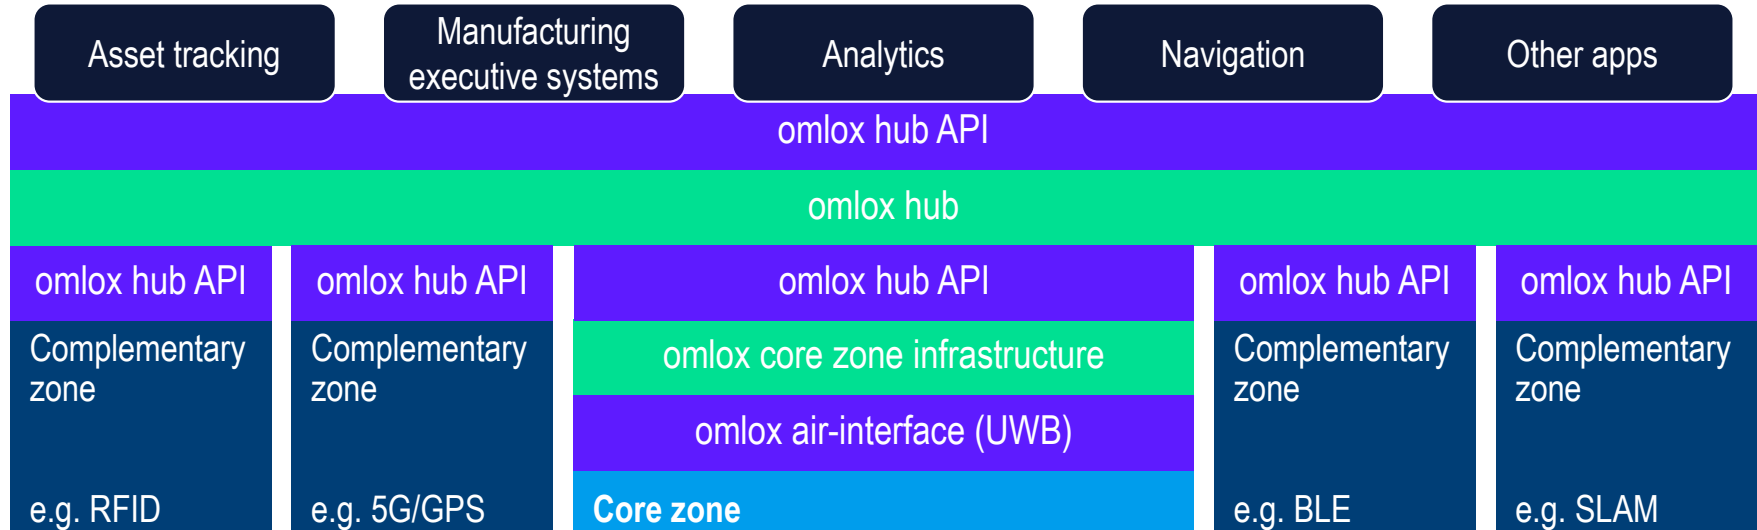 Asset tracking
Manufacturing
executive systems
Analytics
Navigation
Other apps
omlox hub API
omlox hub
omlox hub API
omlox hub API
omlox hub API
omlox hub API
omlox hub API
Complementary
zone
e.g. RFID
Complementary
zone
e.g. 5G/GPS
omlox core zone infrastructure
omlox air-interface (UWB)
Core zone
Complementary
zone
e.g. BLE
Complementary
zone
e.g. SLAM